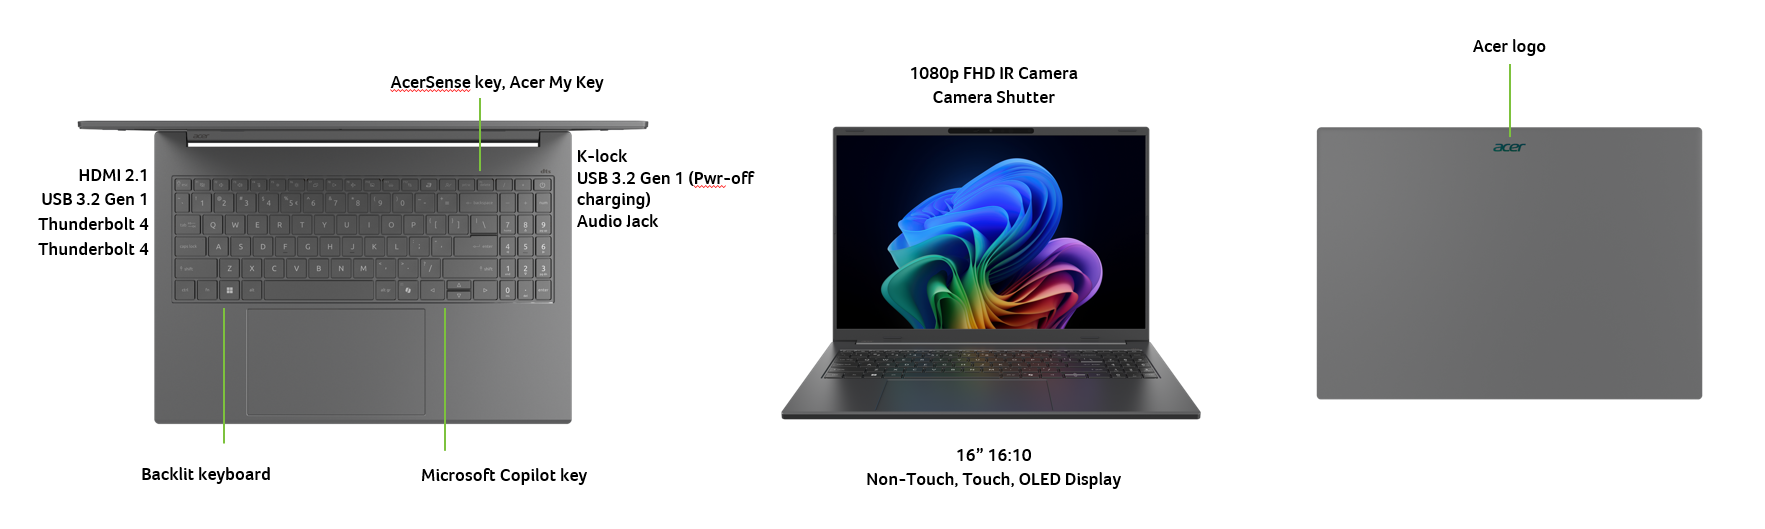 Acer logo
AcerSense key, Acer My Key
1080p FHD IR Camera
Camera Shutter
acer
HDMI 2.1
USB 3.2 Gen 1
Thunderbolt 4
Thunderbolt 4
K-lock
USB 3.2 Gen 1 (Pwr-off
charging)
Audio Jack
Q W E R T Y U I O P
A S D F G H J K L
Z X C V B N M
Backlit keyboard
Microsoft Copilot key
16” 16:10
Non-Touch, Touch, OLED Display